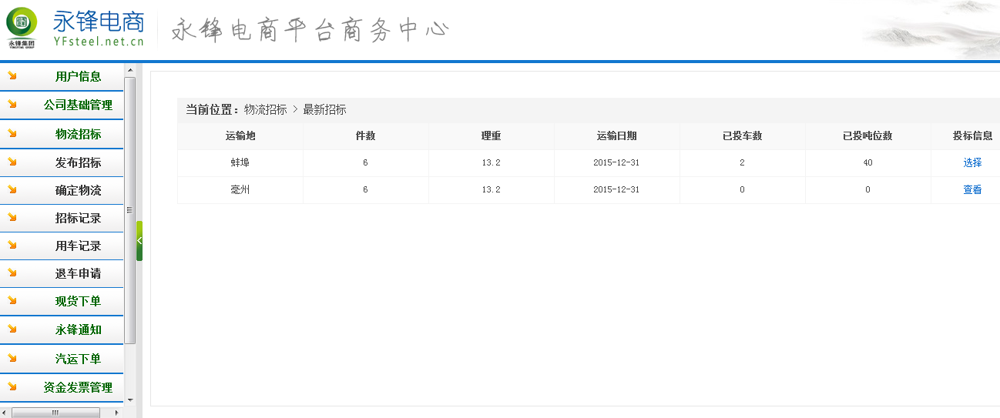 永锋集团
YONGFENG GROUP
永锋电商
YFsteel.net.cn
永锋电商平台商务中心
用户信息
公司基础管理
物流招标
发布招标
确定物流
招标记录
用车记录
退车申请
现货下单
永锋通知
汽运下单
资金发票管理
当前位置：物流招标 > 最新招标
运输地 件数 理重 运输日期 已投车数 已投吨位数 投标信息
蚌埠 6 13.2 2015-12-31 2 40 选择
亳州 6 13.2 2015-12-31 0 0 查看